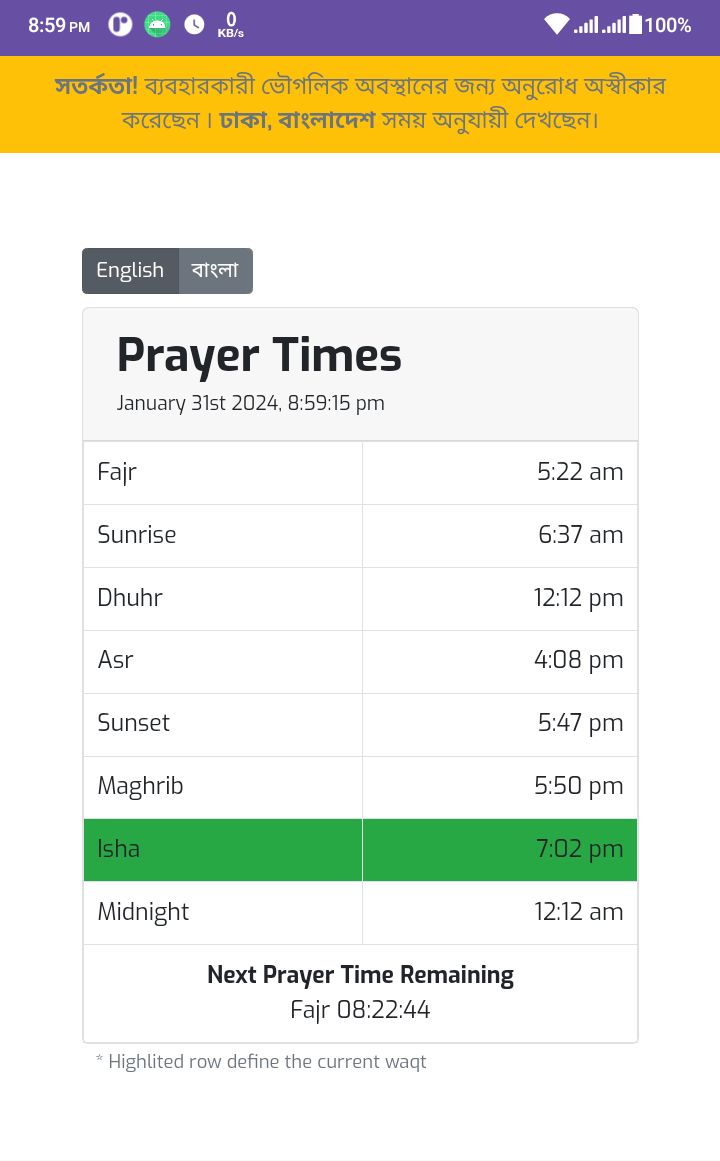 8:59 PM 0 KB/s 100%
সতর্কতা! ব্যবহারকারী ভৌগলিক অবস্থানের জন্য অনুরোধ অস্বীকার
করেছেন। ঢাকা, বাংলাদেশ সময় অনুযায়ী দেখছেন।
English বাংলা
Prayer Times
January 31st 2024, 8:59:15 pm
Fajr 5:22 am
Sunrise 6:37 am
Dhuhr 12:12 pm
Asr 4:08 pm
Sunset 5:47 pm
Maghrib 5:50 pm
Isha 7:02 pm
Midnight 12:12 am
Next Prayer Time Remaining
Fajr 08:22:44
* Highlited row define the current waqt